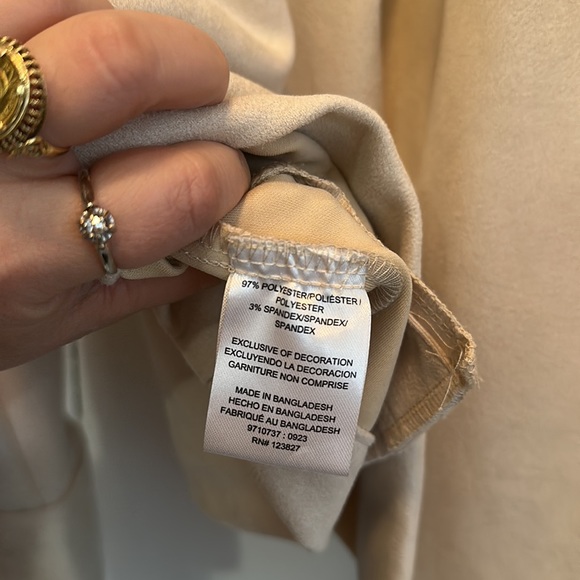 97% POLYESTER/POLIÉSTER/
POLYESTER
3% SPANDEX/SPANDEX/
SPANDEX
EXCLUSIVE OF DECORATION
EXCLUYENDO LA DECORACION
GARNITURE NON COMPRISE
MADE IN BANGLADESH
HECHO EN BANGLADESH
FABRIQUÉ AU BANGLADESH
9710737 : 0923
RN# 123827